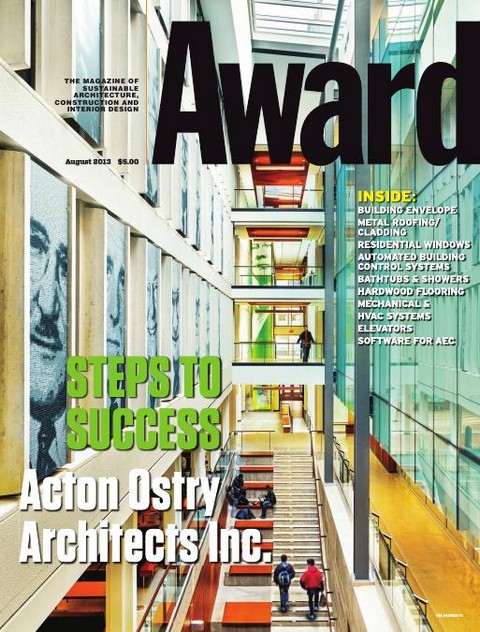 Award
THE MAGAZINE OF
SUSTAINABLE
ARCHITECTURE,
CONSTRUCTION AND
INTERIOR DESIGN
August 2013 $5.00
INSIDE:
BUILDING ENVELOPE
METAL ROOFING/
CLADDING
RESIDENTIAL WINDOWS
AUTOMATED BUILDING
CONTROL SYSTEMS
BATHTUBS & SHOWERS
HARDWOOD FLOORING
MECHANICAL &
HVAC SYSTEMS
ELEVATORS
SOFTWARE FOR AEC
STEPS TO
SUCCESS
Acton Ostry
Architects Inc.